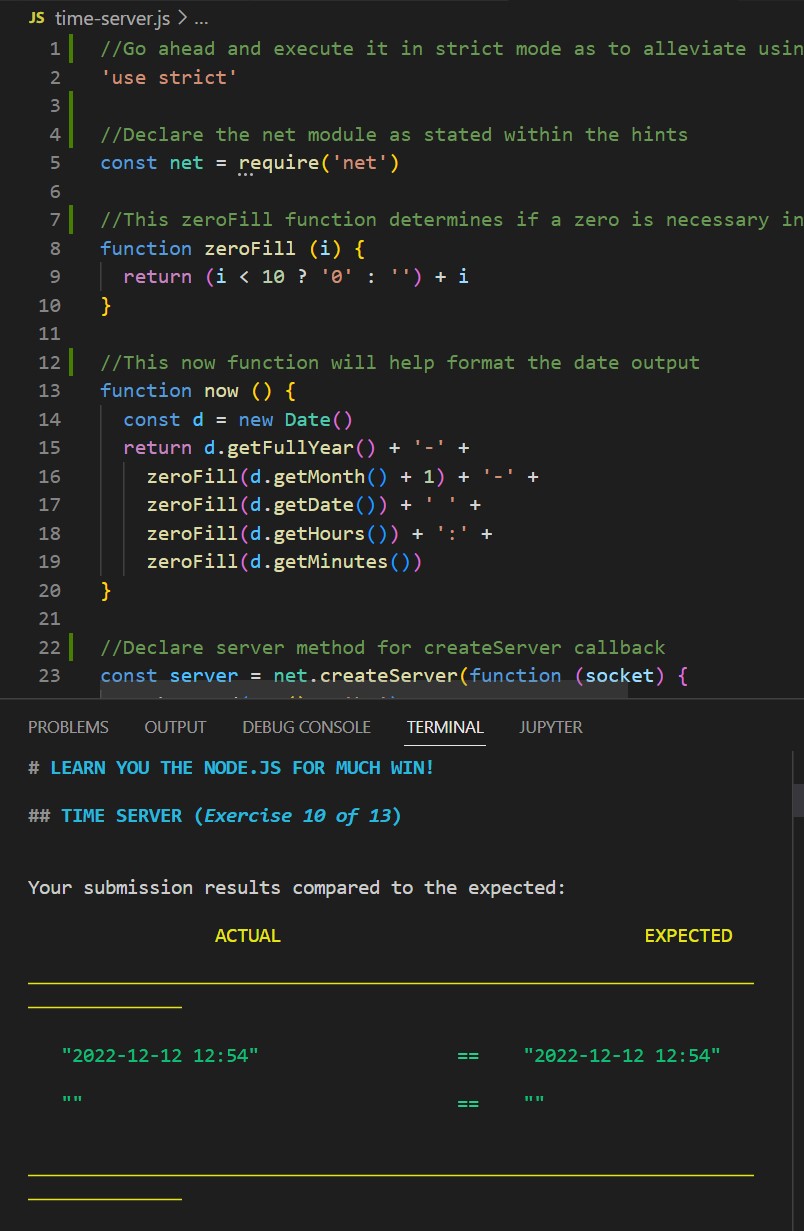 JS time-server.js > ...
1 //Go ahead and execute it in strict mode as to alleviate usin
2 'use strict'
3
4 //Declare the net module as stated within the hints
5 const net = require('net')
6
7 //This zeroFill function determines if a zero is necessary in
8 function zeroFill (i) {
9   return (i < 10 ? '0' : '') + i
10 }
11
12 //This now function will help format the date output
13 function now () {
14   const d = new Date()
15   return d.getFullYear() + '-' +
16     zeroFill(d.getMonth() + 1) + '-' +
17     zeroFill(d.getDate()) + ' ' +
18     zeroFill(d.getHours()) + ':' +
19     zeroFill(d.getMinutes())
20 }
21
22 //Declare server method for createServer callback
23 const server = net.createServer(function (socket) {
PROBLEMS OUTPUT DEBUG CONSOLE TERMINAL JUPYTER
# LEARN YOU THE NODE.JS FOR MUCH WIN!
## TIME SERVER (Exercise 10 of 13)
Your submission results compared to the expected:
ACTUAL EXPECTED
"2022-12-12 12:54" == "2022-12-12 12:54"
"" == ""